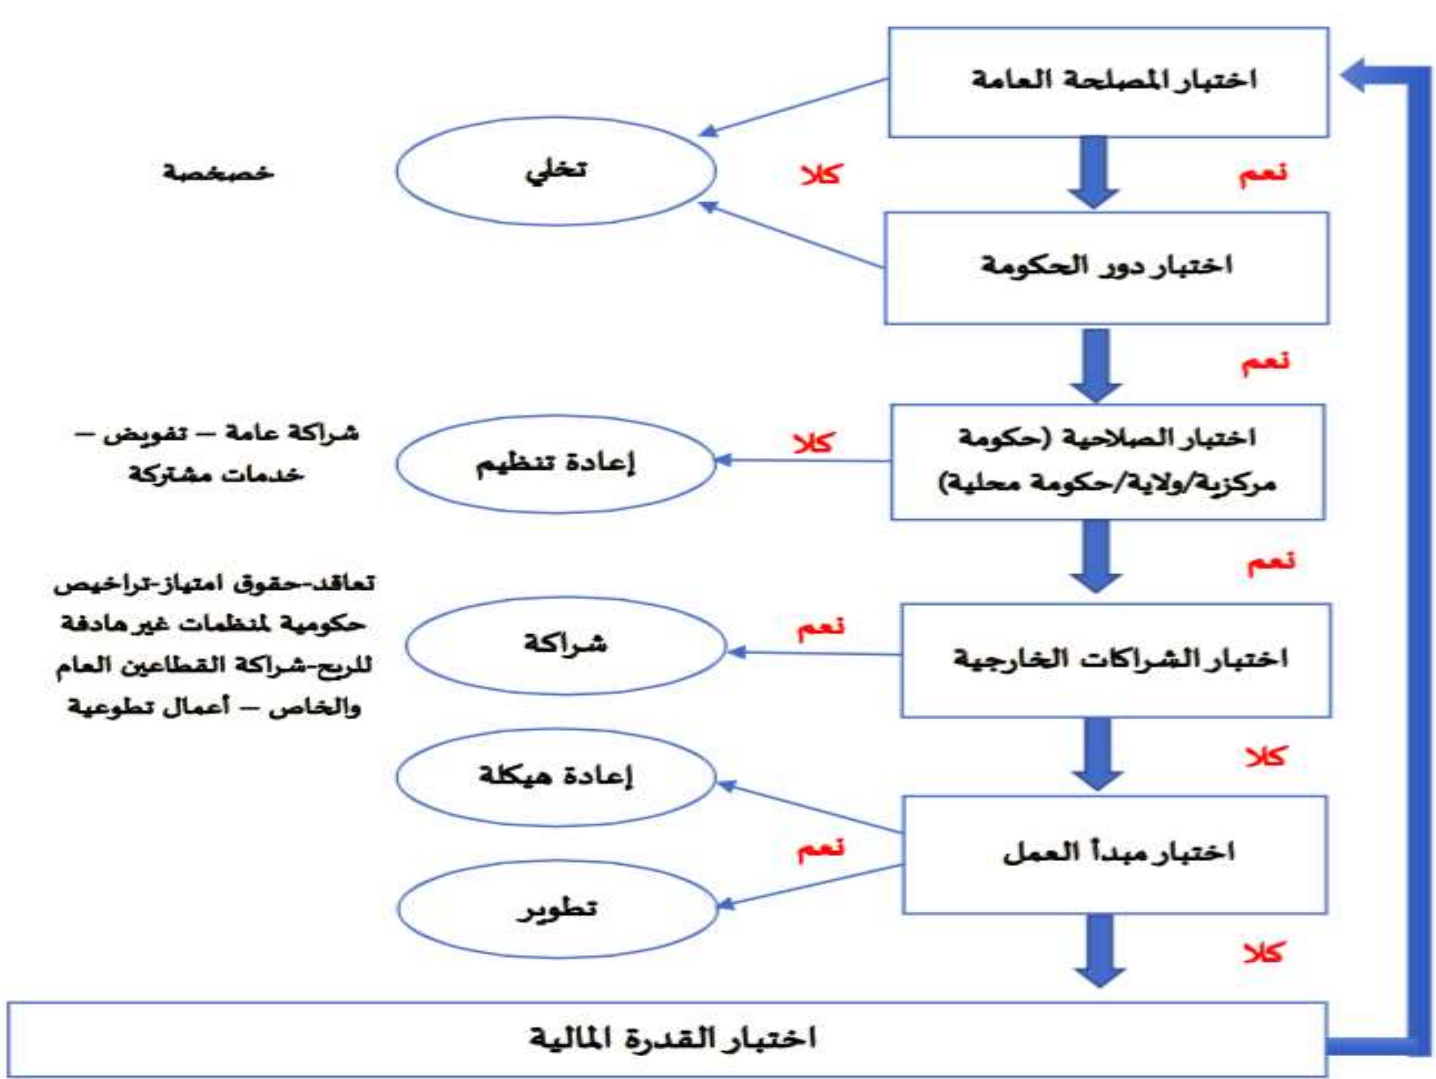 اختبار المصلحة العامة
خصخصة
تخلي
كلا
نعم
اختبار دور الحكومة
نعم
اختبار الصلاحية (حكومة
مركزية/ولاية/حكومة محلية)
كلا
إعادة تنظيم
شراكة عامة – تفويض –
خدمات مشتركة
نعم
اختبار الشراكات الخارجية
نعم
شراكة
تعاقد-حقوق امتياز-تراخيص
حكومية لمنظمات غير هادفة
للربح-شراكة القطاعين العام
والخاص – أعمال تطوعية
كلا
اختبار مبدأ العمل
نعم
إعادة هيكلة
تطوير
كلا
اختبار القدرة المالية